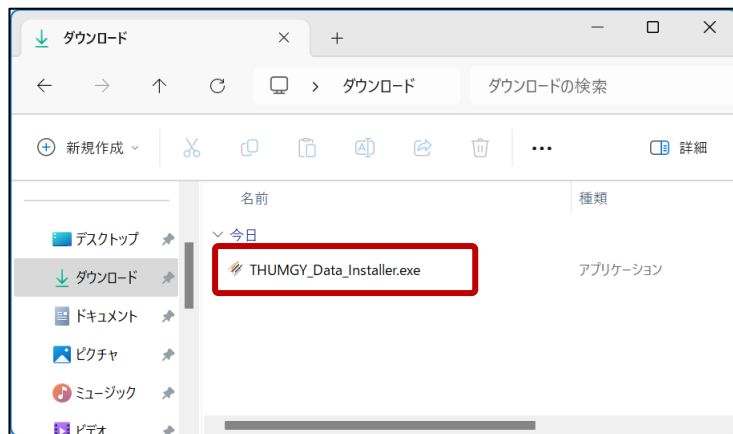 ダウンロード
ダウンロード
ダウンロードの検索
新規作成
詳細
名前
種類
今日
THUMGY_Data_Installer.exe
アプリケーション
デスクトップ
ダウンロード
ドキュメント
ピクチャ
ミュージック
ビデオ